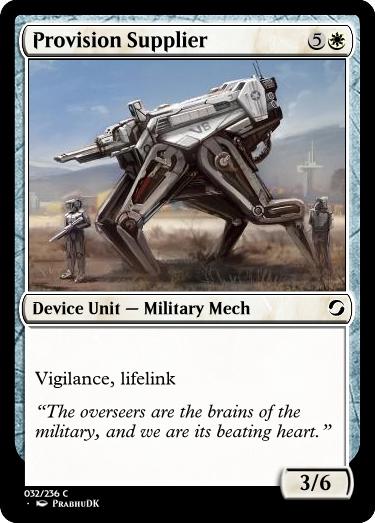 Provision Supplier 5
V6
Device Unit — Military Mech
Vigilance, lifelink
“The overseers are the brains of the
military, and we are its beating heart.”
032/236 C
PrabhuDK
3/6